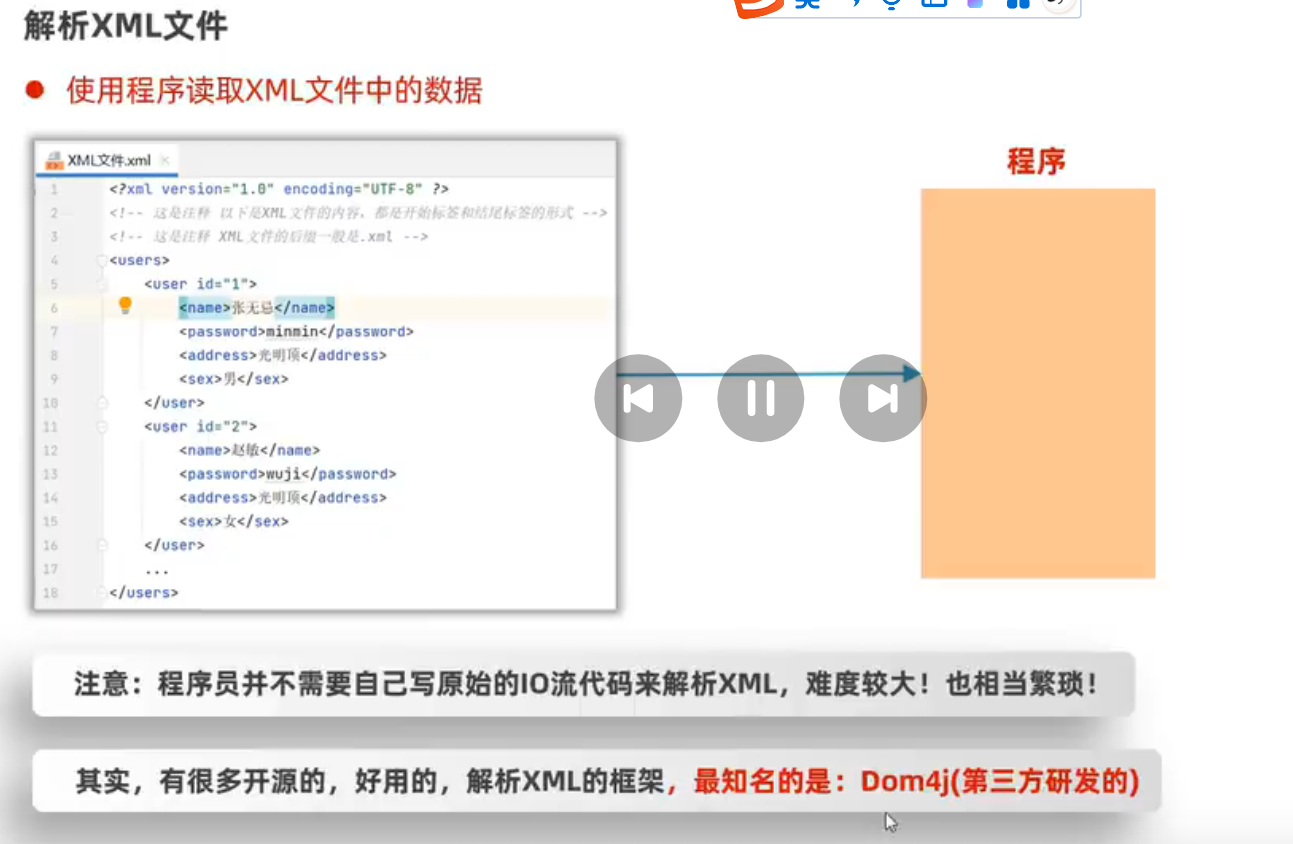 解析XML文件
使用程序读取XML文件中的数据
XML文件.xml
程序
1 <?xml version="1.0" encoding="UTF-8" ?>
2 <!-- 这是注释 以下是XML文件的内容，都是开始标签和结尾标签的形式 -->
3 <!-- 这是注释 XML文件的后缀一般是.xml -->
4 <users>
5 <user id="1">
6 <name>张无忌</name>
7 <password>minmin</password>
8 <address>光明顶</address>
9 <sex>男</sex>
10 </user>
11 <user id="2">
12 <name>赵敏</name>
13 <password>wuji</password>
14 <address>光明顶</address>
15 <sex>女</sex>
16 </user>
17 ...
18 </users>
注意：程序员并不需要自己写原始的IO流代码来解析XML，难度较大！也相当繁琐！
其实，有很多开源的，好用的，解析XML的框架，最知名的是：Dom4j(第三方研发的)